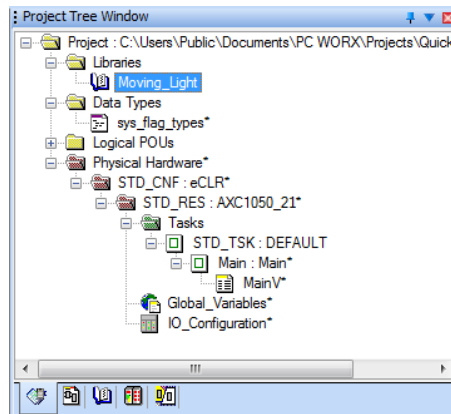 Project Tree Window
Project : C:\Users\Public\Documents\PC WORX\Projects\Quick
Libraries
Moving_Light
Data Types
sys_flag_types*
Logical POUs
Physical Hardware*
STD_CNF : eCLR*
STD_RES : AXC1050_21*
Tasks
STD_TSK : DEFAULT
Main : Main*
MainV*
Global_Variables*
IO_Configuration*